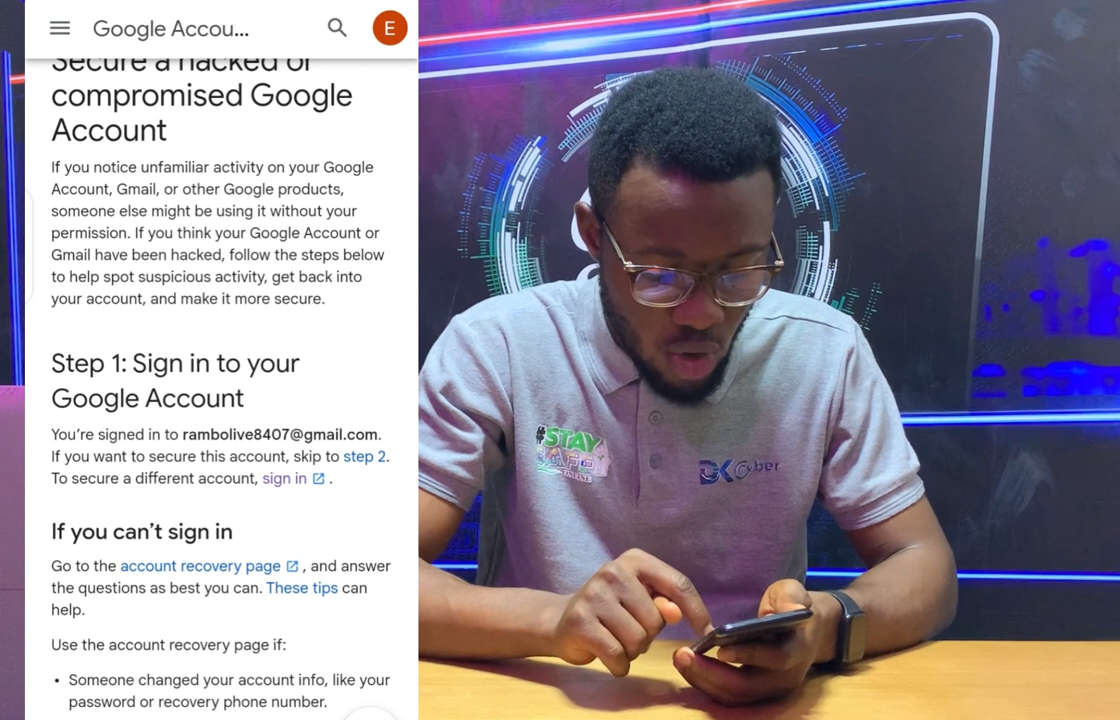 Google Accou...
E
Secure a hacked or
compromised Google
Account
If you notice unfamiliar activity on your Google
Account, Gmail, or other Google products,
someone else might be using it without your
permission. If you think your Google Account or
Gmail have been hacked, follow the steps below
to help spot suspicious activity, get back into
your account, and make it more secure.
Step 1: Sign in to your
Google Account
You're signed in to rambolive8407@gmail.com.
If you want to secure this account, skip to step 2.
To secure a different account, sign in .
If you can't sign in
Go to the account recovery page , and answer
the questions as best you can. These tips can
help.
Use the account recovery page if:
• Someone changed your account info, like your
password or recovery phone number.
#STAY
SAFE
ONLINE
DK Cyber